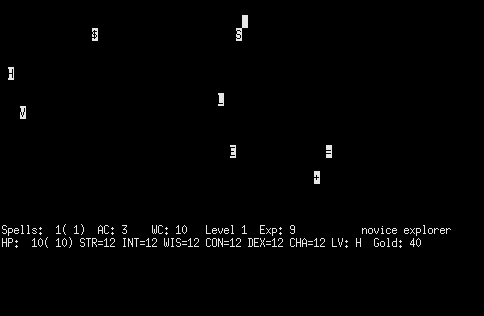 $ S
H
L
V
E =
+
Spells: 1( 1) AC: 3 WC: 10 Level 1 Exp: 9 novice explorer
HP: 10( 10) STR=12 INT=12 WIS=12 CON=12 DEX=12 CHA=12 LV: H Gold: 40